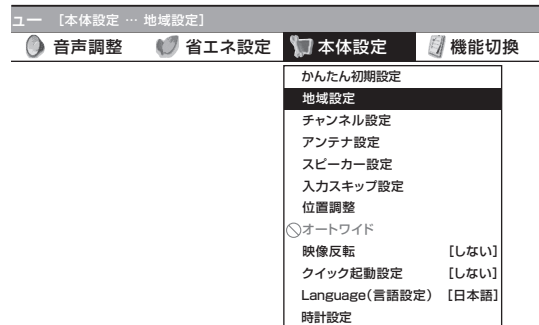 ュー [本体設定 … 地域設定]
音声調整 省エネ設定 本体設定 機能切換
かんたん初期設定
地域設定
チャンネル設定
アンテナ設定
スピーカー設定
入力スキップ設定
位置調整
オートワイド
映像反転 [しない]
クイック起動設定 [しない]
Language(言語設定) [日本語]
時計設定